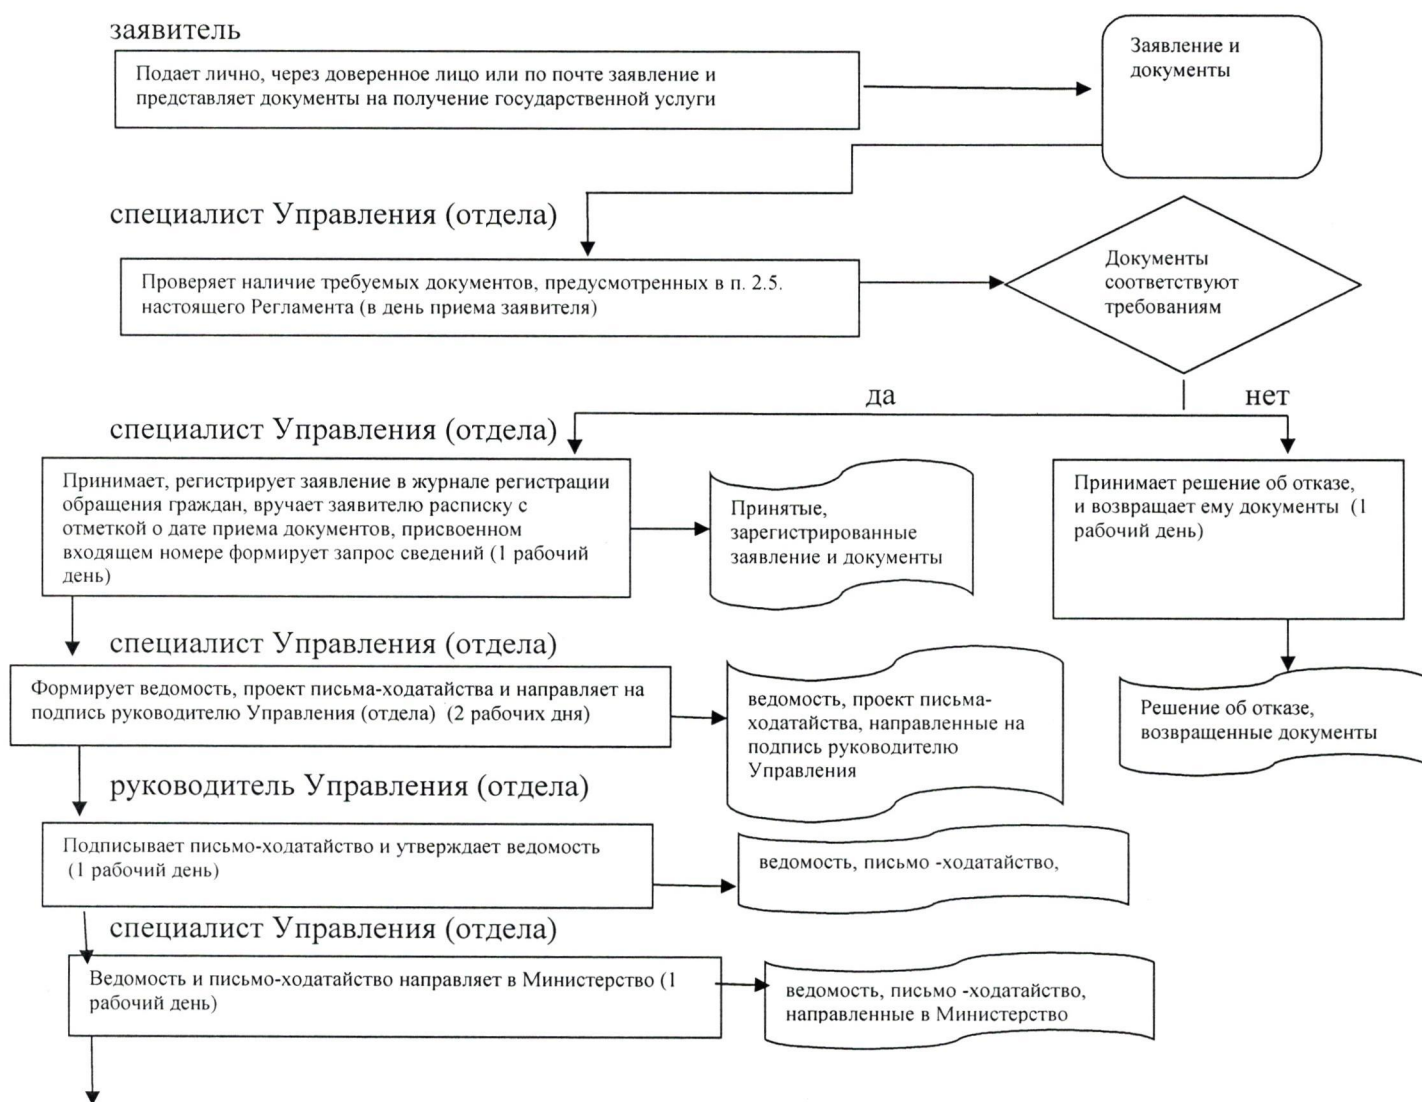 заявитель
Подает лично, через доверенное лицо или по почте заявление и
представляет документы на получение государственной услуги
Заявление и
документы
специалист Управления (отдела)
Проверяет наличие требуемых документов, предусмотренных в п. 2.5.
настоящего Регламента (в день приема заявителя)
Документы
соответствуют
требованиям
да
нет
специалист Управления (отдела)
Принимает, регистрирует заявление в журнале регистрации
обращения граждан, вручает заявителю расписку с
отметкой о дате приема документов, присвоенном
входящем номере формирует запрос сведений (1 рабочий
день)
Принятые,
зарегистрированные
заявление и документы
Принимает решение об отказе,
и возвращает ему документы (1
рабочий день)
специалист Управления (отдела)
Формирует ведомость, проект письма-ходатайства и направляет на
подпись руководителю Управления (отдела) (2 рабочих дня)
ведомость, проект письма-
ходатайства, направленные на
подпись руководителю
Управления
Решение об отказе,
возвращенные документы
руководитель Управления (отдела)
Подписывает письмо-ходатайство и утверждает ведомость
(1 рабочий день)
ведомость, письмо -ходатайство,
специалист Управления (отдела)
Ведомость и письмо-ходатайство направляет в Министерство (1
рабочий день)
ведомость, письмо -ходатайство,
направленные в Министерство